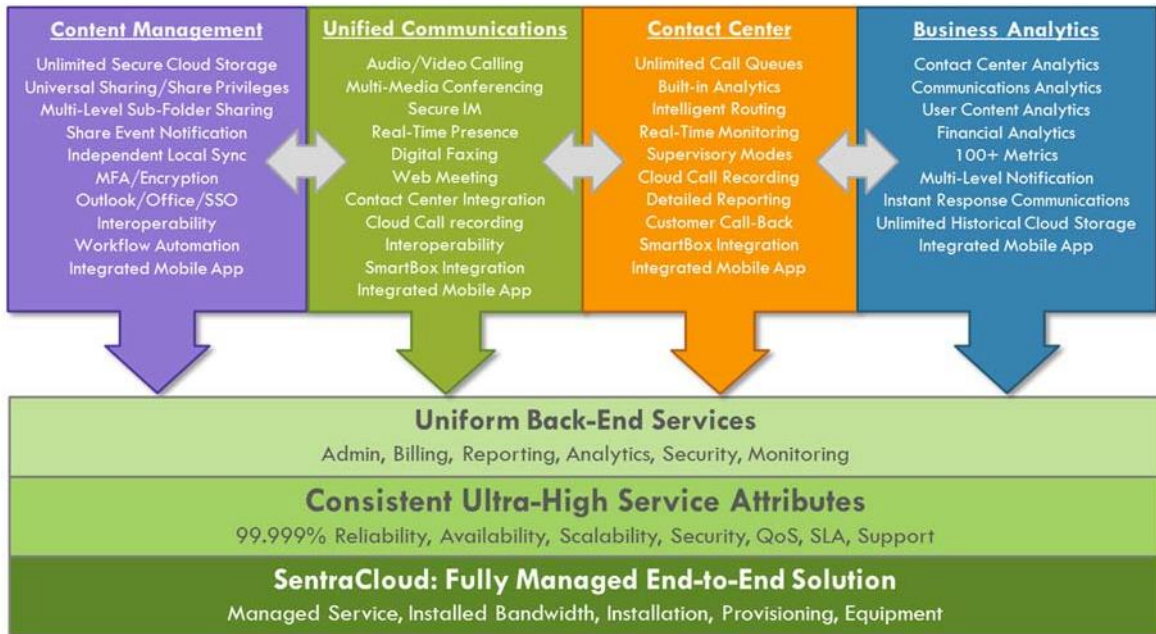 Content Management
Unlimited Secure Cloud Storage
Universal Sharing/Share Privileges
Multi-Level Sub-Folder Sharing
Share Event Notification
Independent Local Sync
MFA/Encryption
Outlook/Office/SSO
Interoperability
Workflow Automation
Integrated Mobile App
Unified Communications
Audio/Video Calling
Multi-Media Conferencing
Secure IM
Real-Time Presence
Digital Faxing
Web Meeting
Contact Center Integration
Cloud Call recording
Interoperability
SmartBox Integration
Integrated Mobile App
Contact Center
Unlimited Call Queues
Built-in Analytics
Intelligent Routing
Real-Time Monitoring
Supervisory Modes
Cloud Call Recording
Detailed Reporting
Customer Call-Back
SmartBox Integration
Integrated Mobile App
Business Analytics
Contact Center Analytics
Communications Analytics
User Content Analytics
Financial Analytics
100+ Metrics
Multi-Level Notification
Instant Response Communications
Unlimited Historical Cloud Storage
Integrated Mobile App
Uniform Back-End Services
Admin, Billing, Reporting, Analytics, Security, Monitoring
Consistent Ultra-High Service Attributes
99.999% Reliability, Availability, Scalability, Security, QoS, SLA, Support
SentraCloud: Fully Managed End-to-End Solution
Managed Service, Installed Bandwidth, Installation, Provisioning, Equipment